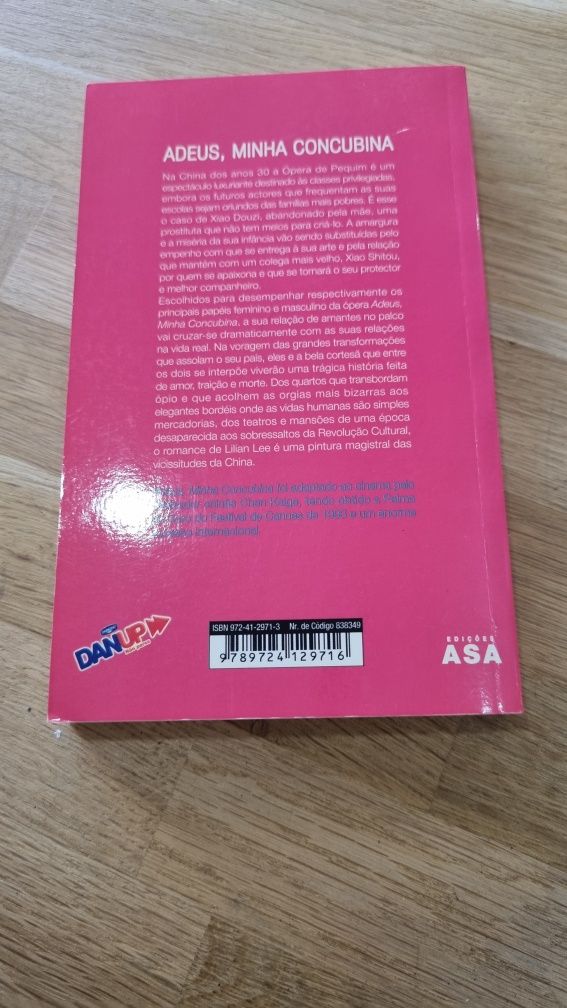 ADEUS, MINHA CONCUBINA
Na China dos anos 30 a Ópera de Pequim é um
espectáculo luxuriante destinado às classes privilegiadas,
embora os futuros actores que frequentam as suas
escolas sejam oriundos das famílias mais pobres. É esse
o caso de Xiao Douzi, abandonado pela mãe, uma
prostituta que não tem meios para criá-lo. A amargura
e a miséria da sua infância vão sendo substituídas pelo
empenho com que se entrega à sua arte e pela relação
que mantém com um colega mais velho, Xiao Shitou,
por quem se apaixona e que se tornará o seu protector
e melhor companheiro.
Escolhidos para desempenhar respectivamente os
principais papéis feminino e masculino da ópera Adeus,
Minha Concubina, a sua relação de amantes no palco
vai cruzar-se dramaticamente com as suas relações
na vida real. Na voragem das grandes transformações
que assolam o seu país, eles e a bela cortesã que entre
os dois se interpõe viverão uma trágica história feita
de amor, traição e morte. Dos quartos que transbordam
ópio e que acolhem as orgias mais bizarras aos
elegantes bordéis onde as vidas humanas são simples
mercadorias, dos teatros e mansões de uma época
desaparecida aos sobressaltos da Revolução Cultural,
o romance de Lilian Lee é uma pintura magistral das
vicissitudes da China.
Adeus, Minha Concubina foi adaptado ao cinema pelo
chinês Chen Kaige, tendo obtido a Palma
de Ouro do Festival de Cannes de 1993 e um enorme
sucesso internacional.
DANUP
ISBN 972-41-2971-3 Nr. de Código 838349
9789724129716
EDIÇÕES
ASA